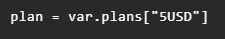 plan = var.plans["5USD"]